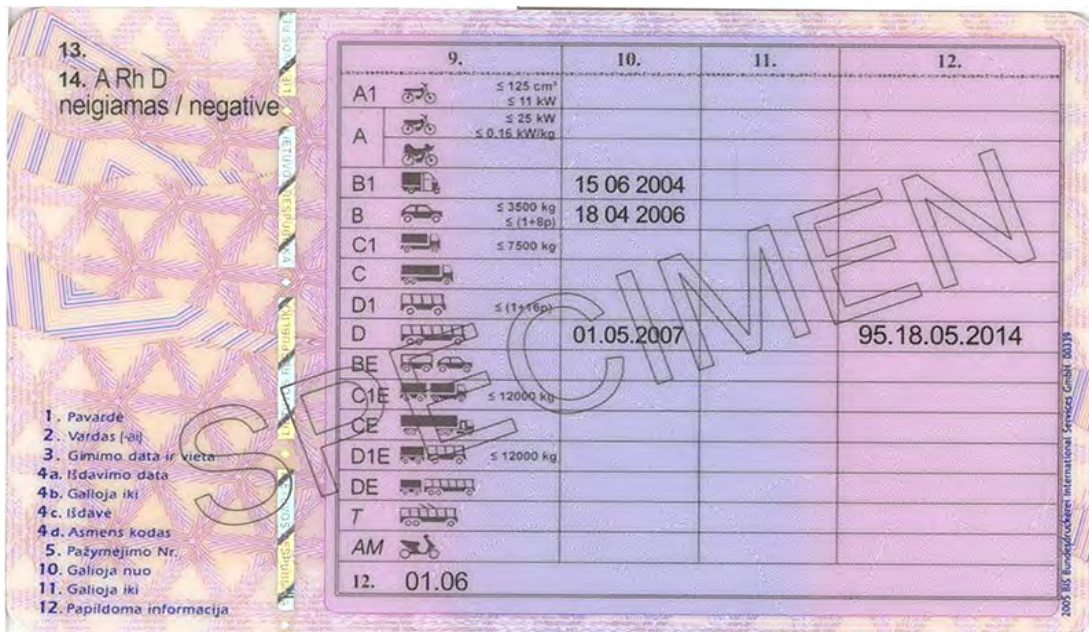 13.
14. A Rh D
neigiamas / negative
9. 10. 11. 12.
A1 ≤ 125 cm³
≤ 11 kW
A ≤ 25 kW
≤ 0,16 kW/kg
B1 15 06 2004
B ≤ 3500 kg 18 04 2006
≤ (1+8p)
C1 ≤ 7500 kg
C
D1 ≤ (1+16p)
D 01.05.2007 95.18.05.2014
BE
C1E ≤ 12000 kg
CE
D1E ≤ 12000 kg
DE
T
AM
12. 01.06
1. Pavardė
2. Vardas (-ai)
3. Gimimo data ir vieta
4a. Išdavimo data
4b. Galioja iki
4c. Išdavė
4d. Asmens kodas
5. Pažymėjimo Nr.
10. Galioja nuo
11. Galioja iki
12. Papildoma informacija
SPECIMEN
2005 BIS Bundesdruckerei International Services GmbH 00339